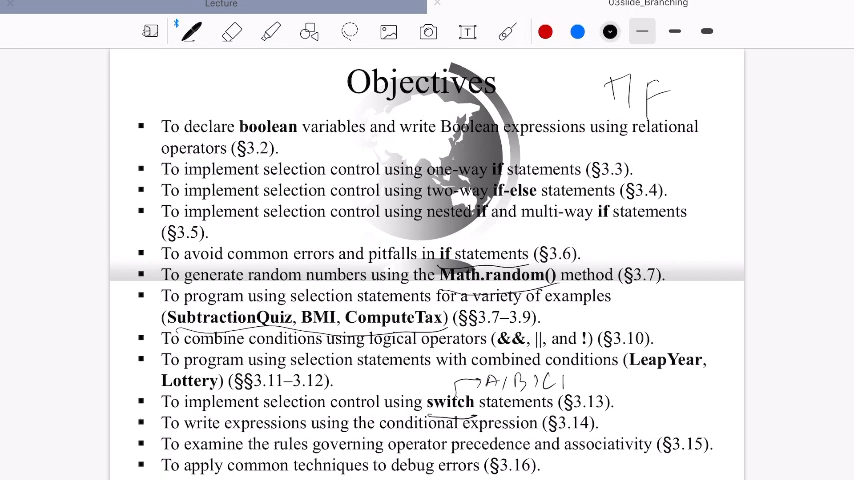 Lecture
03slide_Branching
T
Objectives
T/F
▪ To declare boolean variables and write Boolean expressions using relational
operators (§3.2).
▪ To implement selection control using one-way if statements (§3.3).
▪ To implement selection control using two-way if-else statements (§3.4).
▪ To implement selection control using nested if and multi-way if statements
(§3.5).
▪ To avoid common errors and pitfalls in if statements (§3.6).
▪ To generate random numbers using the Math.random() method (§3.7).
▪ To program using selection statements for a variety of examples
(SubtractionQuiz, BMI, ComputeTax) (§§3.7–3.9).
▪ To combine conditions using logical operators (&&, ||, and !) (§3.10).
▪ To program using selection statements with combined conditions (LeapYear,
Lottery) (§§3.11–3.12).
A/B/C/
▪ To implement selection control using switch statements (§3.13).
▪ To write expressions using the conditional expression (§3.14).
▪ To examine the rules governing operator precedence and associativity (§3.15).
▪ To apply common techniques to debug errors (§3.16).